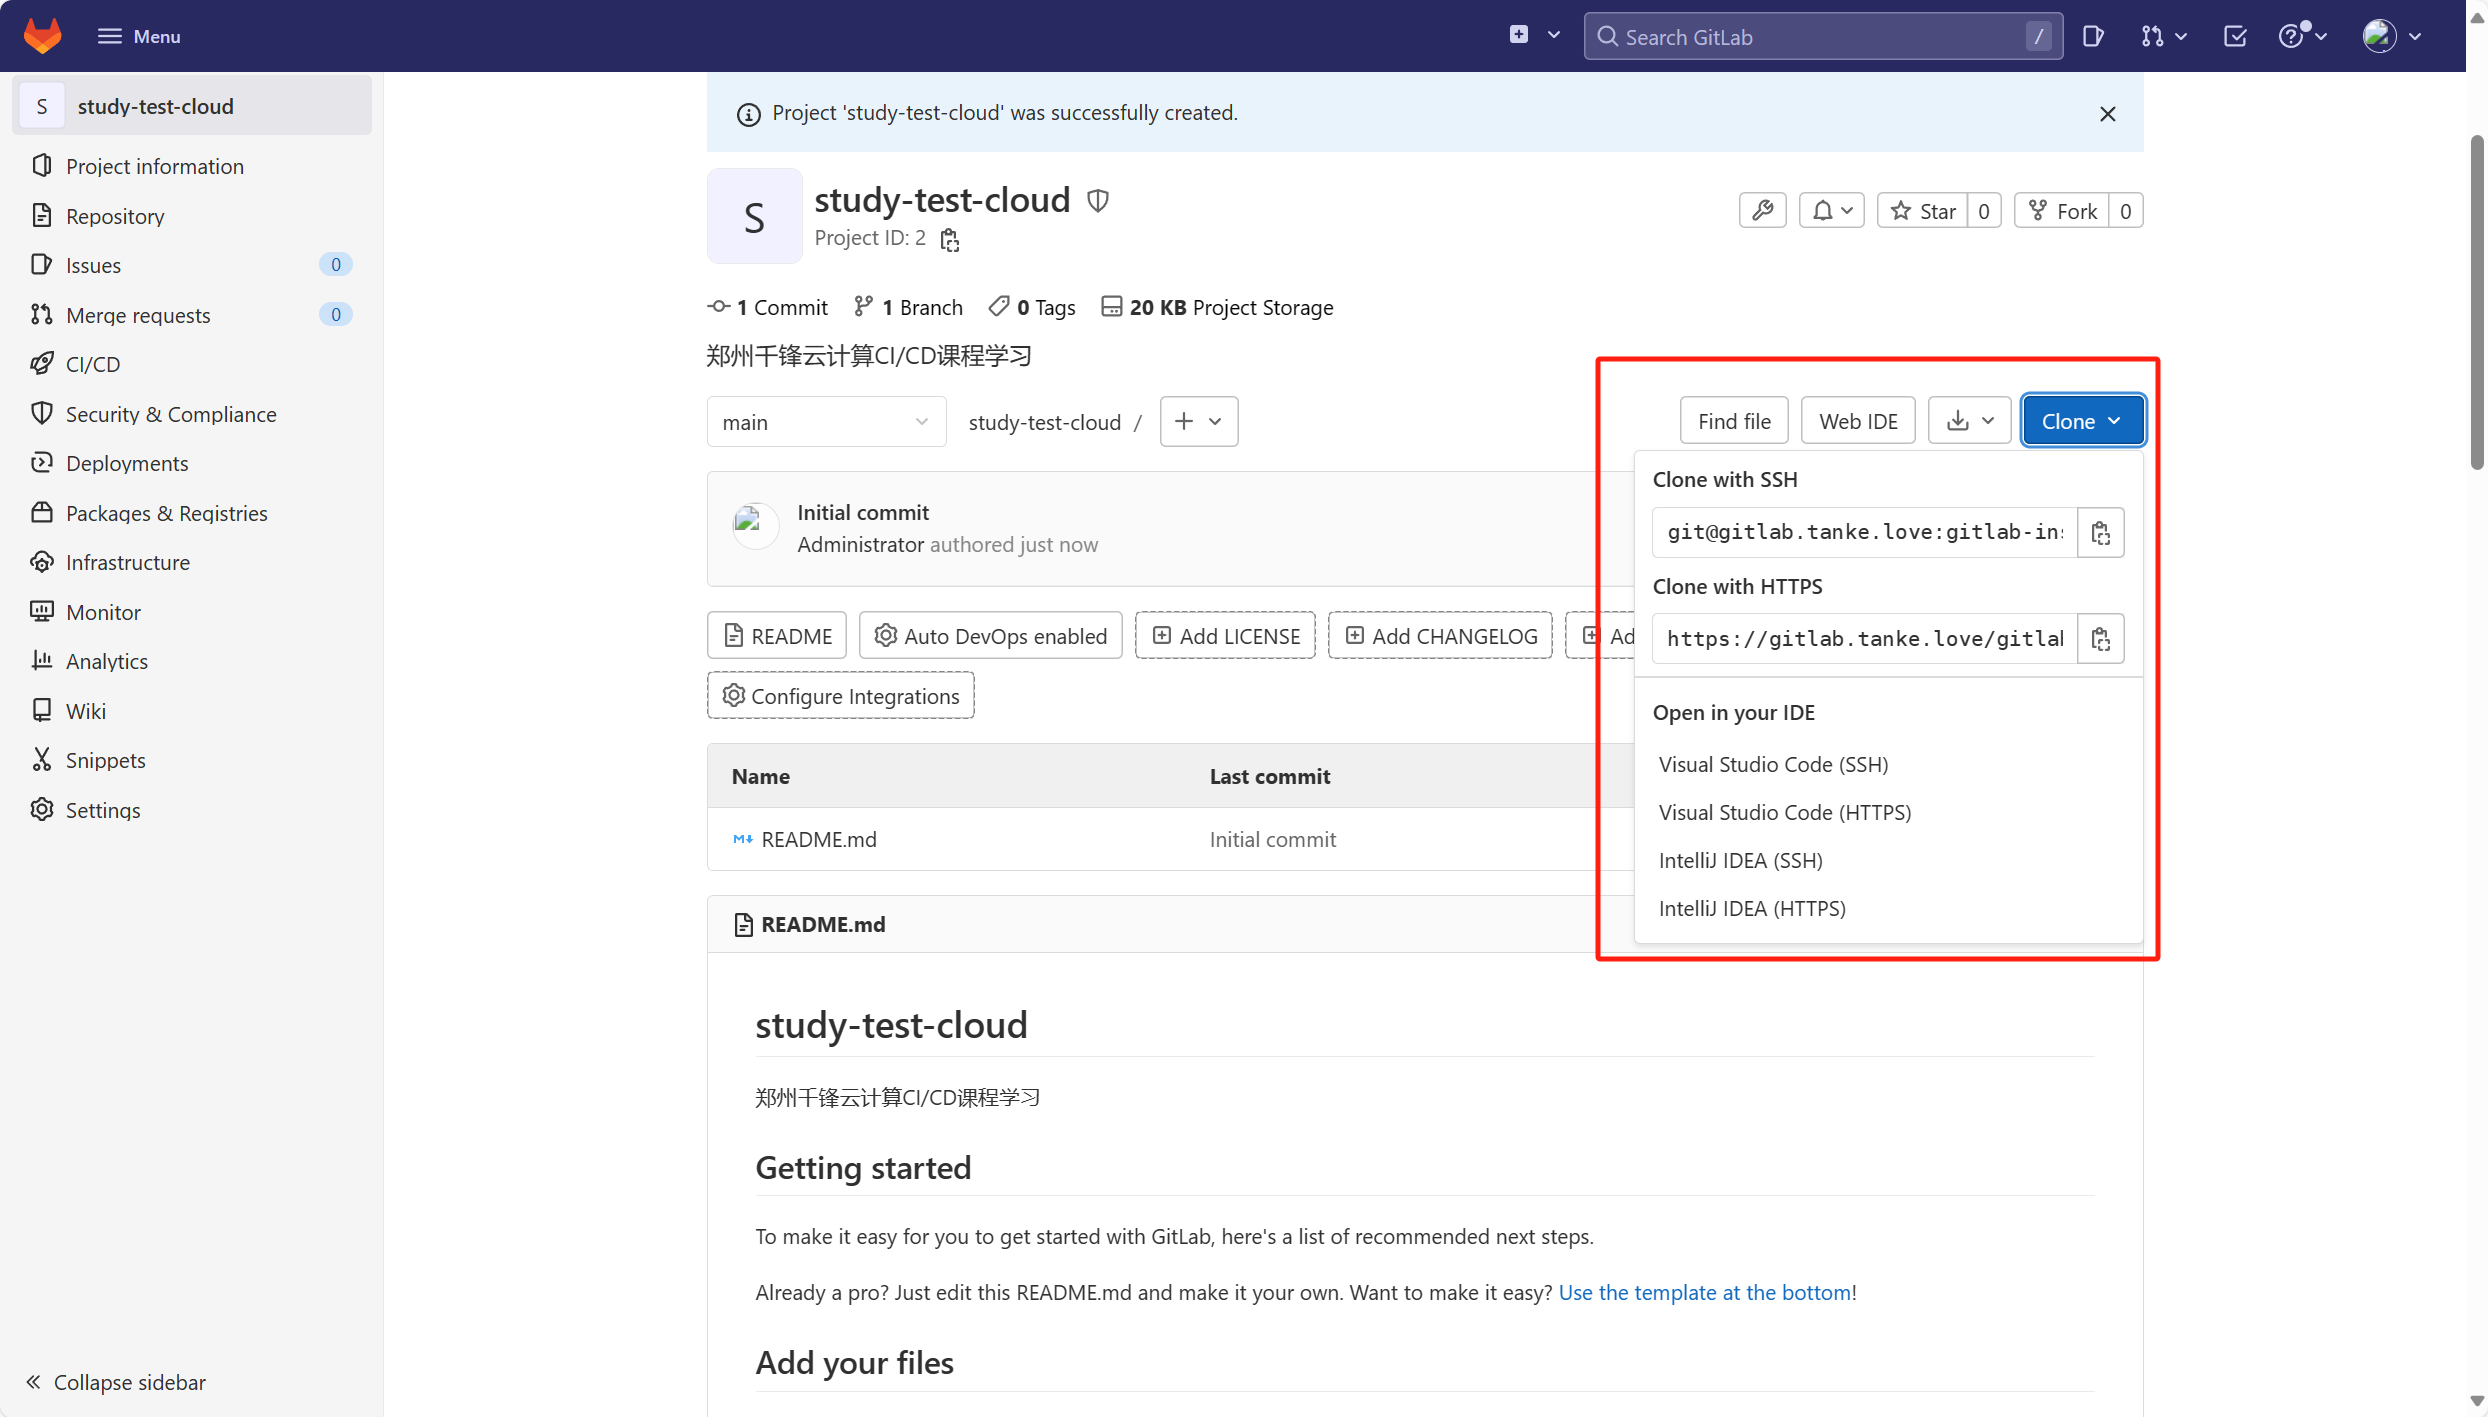 Menu
Search GitLab
/
S
study-test-cloud
Project information
Repository
Issues
0
Merge requests
0
CI/CD
Security & Compliance
Deployments
Packages & Registries
Infrastructure
Monitor
Analytics
Wiki
Snippets
Settings
Collapse sidebar
Project 'study-test-cloud' was successfully created.
S
study-test-cloud
Project ID: 2
Star
0
Fork
0
1 Commit
1 Branch
0 Tags
20 KB Project Storage
郑州千锋云计算CI/CD课程学习
main
study-test-cloud /
Find file
Web IDE
Clone
Initial commit
Administrator authored just now
README
Auto DevOps enabled
Add LICENSE
Add CHANGELOG
Ad
Configure Integrations
Clone with SSH
git@gitlab.tanke.love:gitlab-ins
Clone with HTTPS
https://gitlab.tanke.love/gitlab
Open in your IDE
Visual Studio Code (SSH)
Visual Studio Code (HTTPS)
IntelliJ IDEA (SSH)
IntelliJ IDEA (HTTPS)
Name
Last commit
README.md
Initial commit
README.md
study-test-cloud
郑州千锋云计算CI/CD课程学习
Getting started
To make it easy for you to get started with GitLab, here's a list of recommended next steps.
Already a pro? Just edit this README.md and make it your own. Want to make it easy? Use the template at the bottom!
Add your files